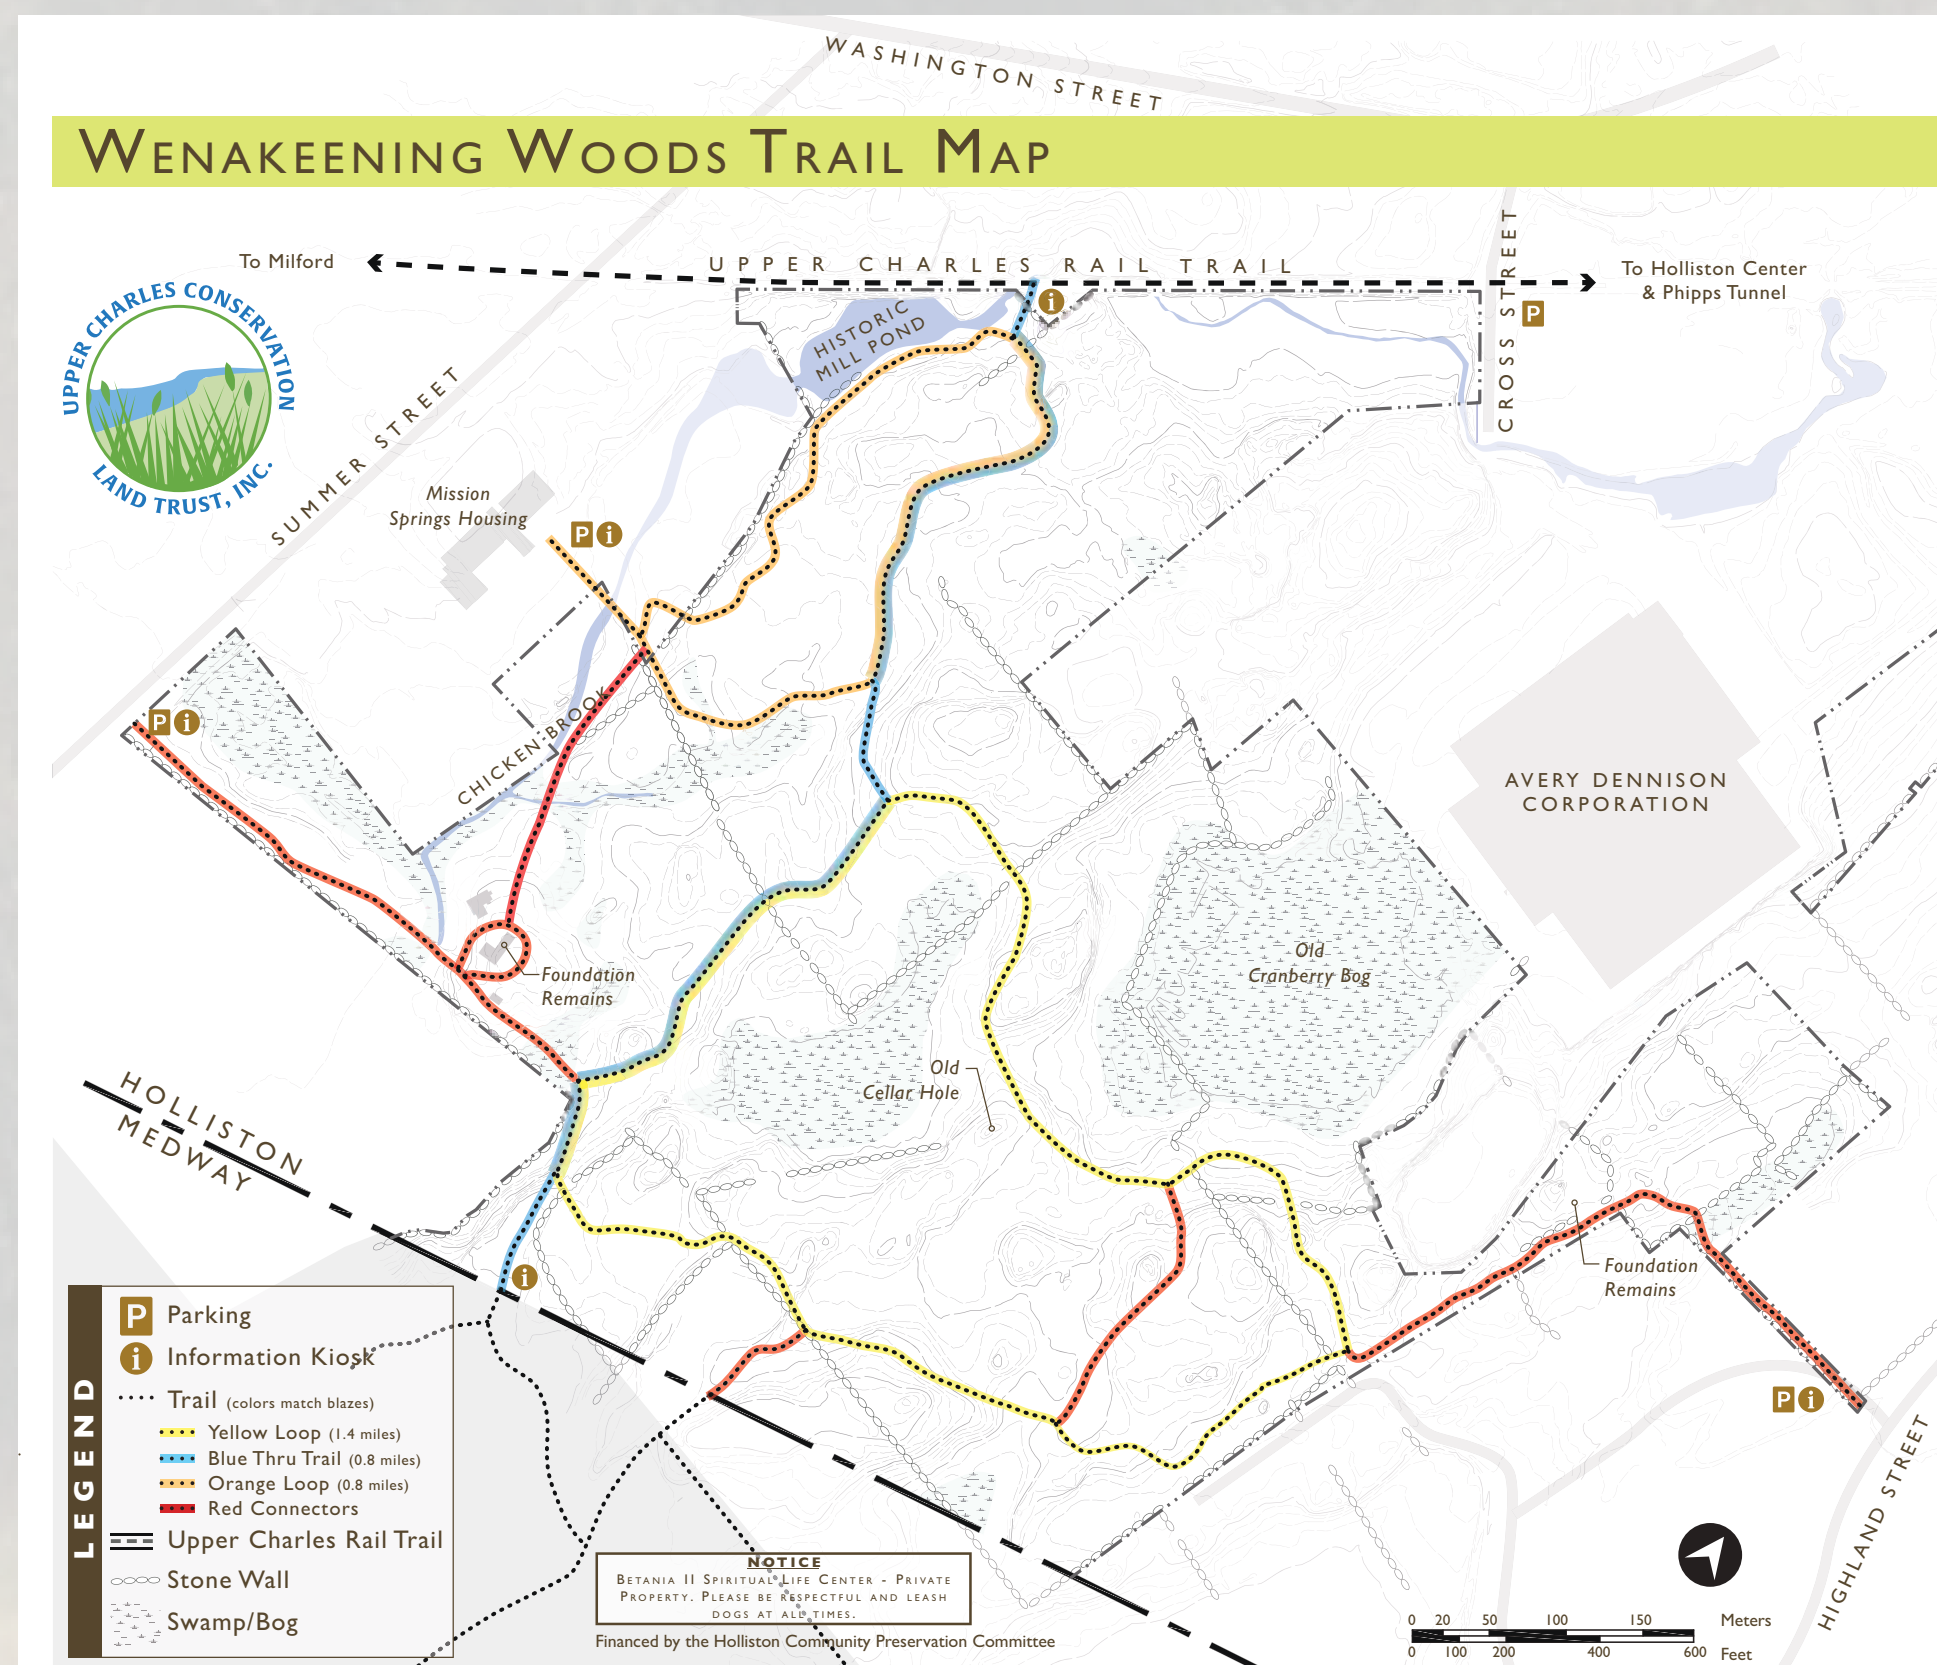 WASHINGTON STREET
WENAKEENING WOODS TRAIL MAP
To Milford
UPPER CHARLES RAIL TRAIL
CROSS STREET
To Holliston Center
& Phipps Tunnel
P
i
UPPER CHARLES CONSERVATION
LAND TRUST, INC.
HISTORIC
MILL POND
SUMMER STREET
Mission
Springs Housing
P i
P i
CHICKEN BROOK
AVERY DENNISON
CORPORATION
Foundation
Remains
Old
Cranberry Bog
Old
Cellar Hole
HOLLISTON
MEDWAY
i
Foundation
Remains
P i
HIGHLAND STREET
LEGEND
P Parking
i Information Kiosk
Trail (colors match blazes)
Yellow Loop (1.4 miles)
Blue Thru Trail (0.8 miles)
Orange Loop (0.8 miles)
Red Connectors
Upper Charles Rail Trail
Stone Wall
Swamp/Bog
NOTICE
BETANIA II SPIRITUAL LIFE CENTER - PRIVATE
PROPERTY. PLEASE BE RESPECTFUL AND LEASH
DOGS AT ALL TIMES.
Financed by the Holliston Community Preservation Committee
0 20 50 100 150 Meters
0 100 200 400 600 Feet